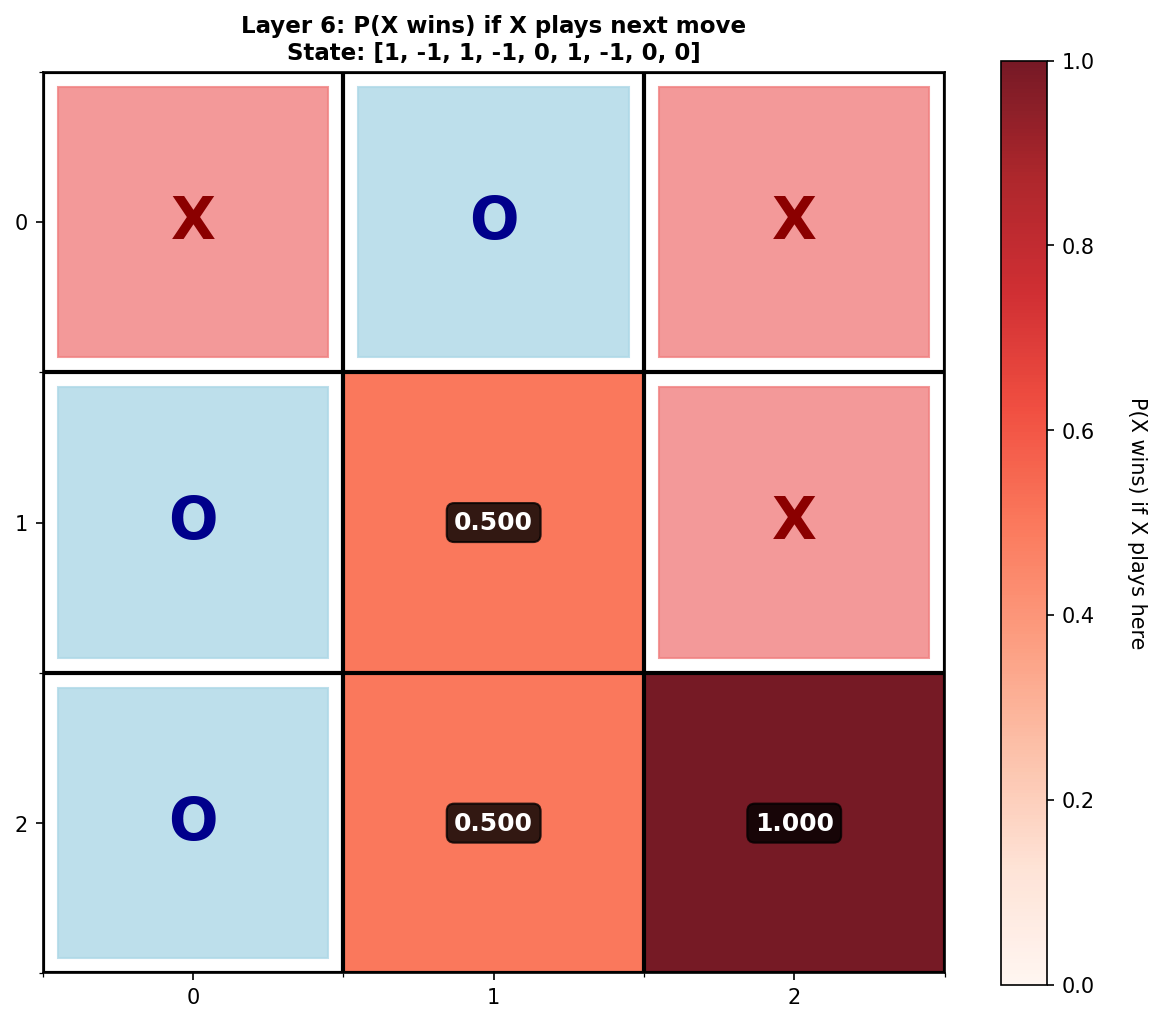 Layer 6: P(X wins) if X plays next move
State: [1, -1, 1, -1, 0, 1, -1, 0, 0]
X O X
O 0.500 X
O 0.500 1.000
0
1
2
0 1 2
1.0
0.8
0.6
0.4
0.2
0.0
P(X wins) if X plays here